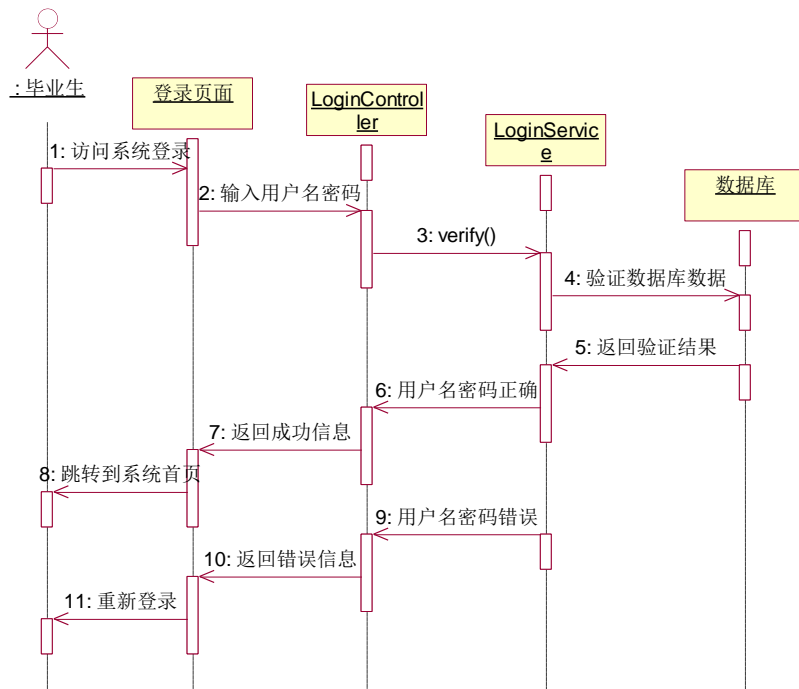 : 毕业生
登录页面
LoginControl
ler
LoginServic
e
数据库
1: 访问系统登录
2: 输入用户名密码
3: verify()
4: 验证数据库数据
5: 返回验证结果
6: 用户名密码正确
7: 返回成功信息
8: 跳转到系统首页
9: 用户名密码错误
10: 返回错误信息
11: 重新登录